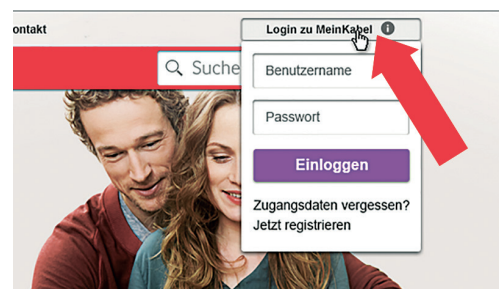 ontakt
Login zu MeinKabel
Suche
Benutzername
Passwort
Einloggen
Zugangsdaten vergessen?
Jetzt registrieren